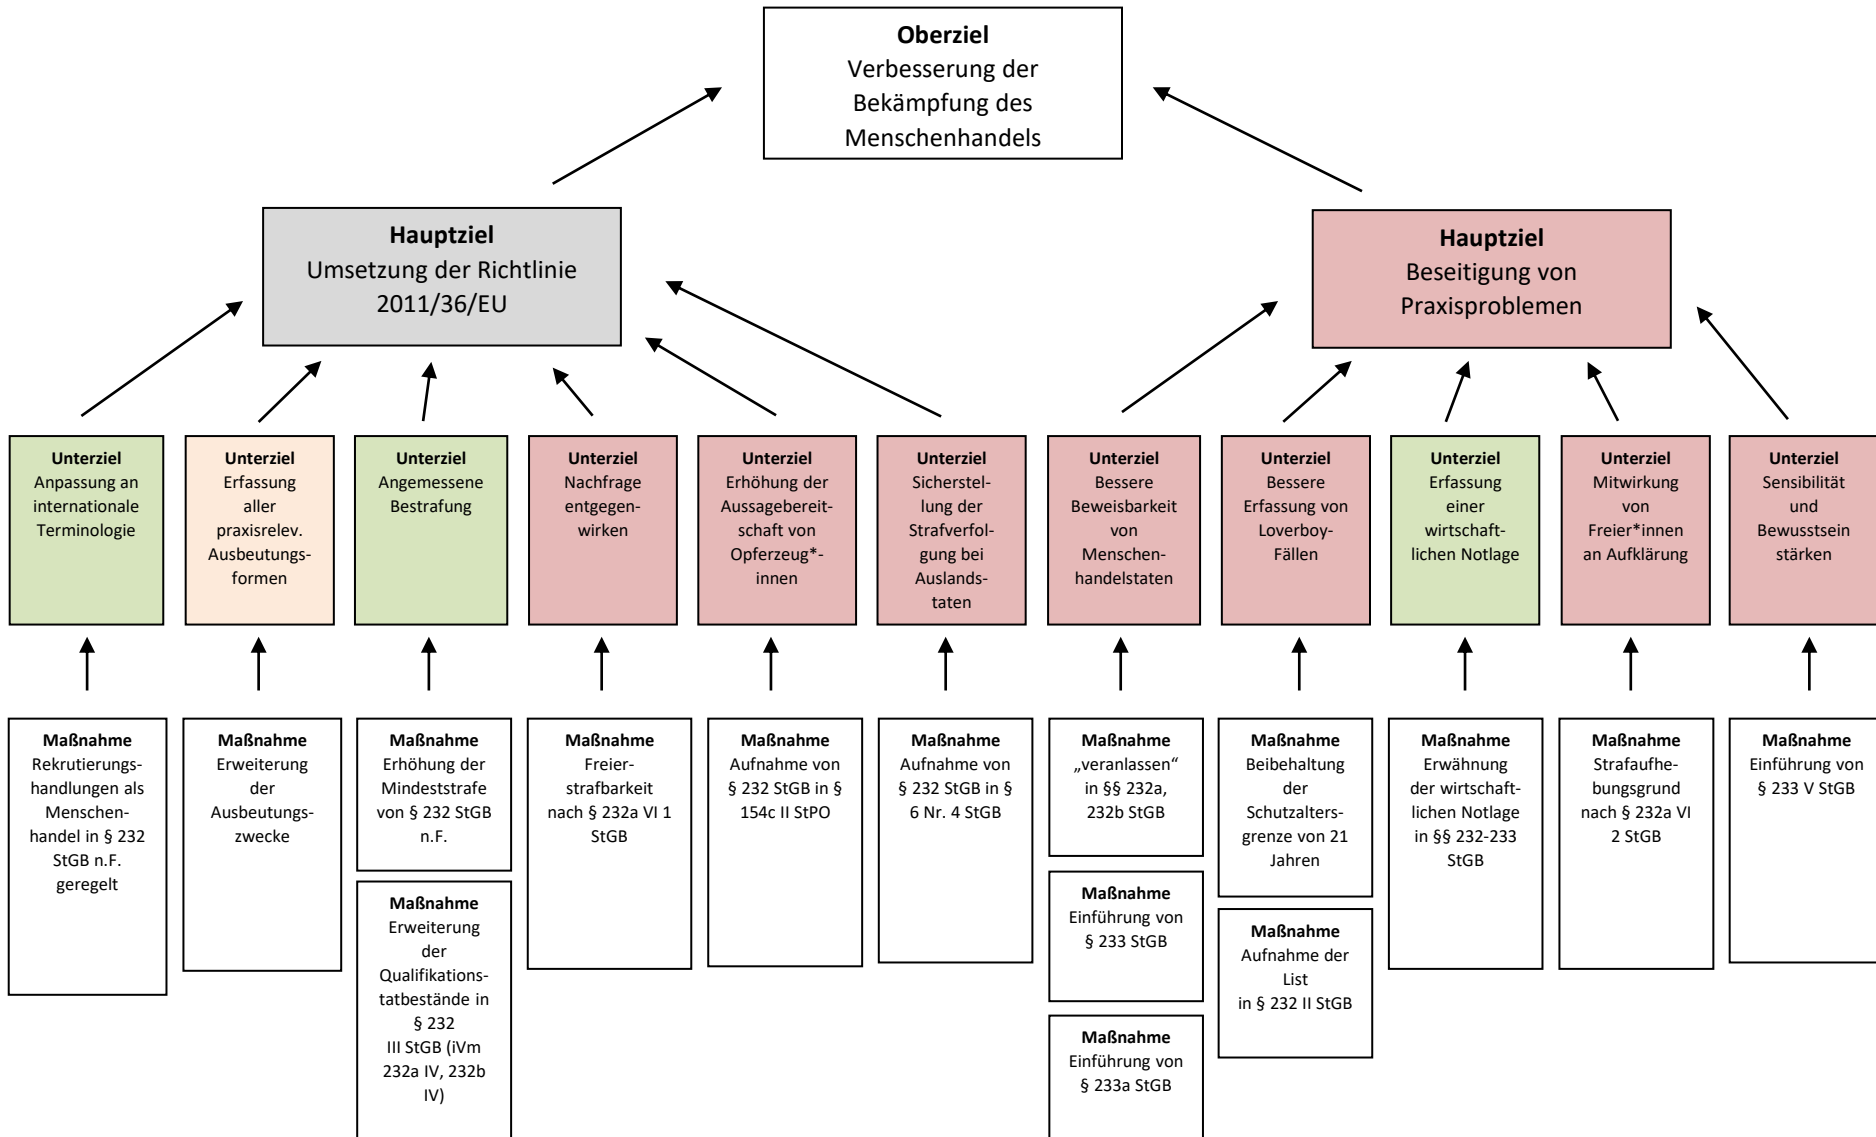 Oberziel
Verbesserung der
Bekämpfung des
Menschenhandels
Hauptziel
Umsetzung der Richtlinie
2011/36/EU
Hauptziel
Beseitigung von
Praxisproblemen
Unterziel
Anpassung an
internationale
Terminologie
Unterziel
Erfassung
aller
praxisrelev.
Ausbeutungs-
formen
Unterziel
Angemessene
Bestrafung
Unterziel
Nachfrage
entgegen-
wirken
Unterziel
Erhöhung der
Aussagebereit-
schaft von
Opferzeug*-
innen
Unterziel
Sicherstel-
lung der
Strafverfol-
gung bei
Auslands-
taten
Unterziel
Bessere
Beweisbarkeit
von
Menschen-
handelstaten
Unterziel
Bessere
Erfassung von
Loverboy-
Fällen
Unterziel
Erfassung
einer
wirtschaft-
lichen Notlage
Unterziel
Mitwirkung
von
Freier*innen
an Aufklärung
Unterziel
Sensibilität
und
Bewusstsein
stärken
Maßnahme
Rekrutierungs-
handlungen als
Menschen-
handel in § 232
StGB n.F.
geregelt
Maßnahme
Erweiterung
der
Ausbeutungs-
zwecke
Maßnahme
Erhöhung der
Mindeststrafe
von § 232 StGB
n.F.
Maßnahme
Erweiterung
der
Qualifikations-
tatbestände in
§ 232
III StGB (iVm
232a IV, 232b
IV)
Maßnahme
Freier-
strafbarkeit
nach § 232a VI 1
StGB
Maßnahme
Aufnahme von
§ 232 StGB in §
154c II StPO
Maßnahme
Aufnahme von
§ 232 StGB in §
6 Nr. 4 StGB
Maßnahme
„veranlassen“
in §§ 232a,
232b StGB
Maßnahme
Einführung von
§ 233 StGB
Maßnahme
Einführung von
§ 233a StGB
Maßnahme
Beibehaltung
der
Schutzalters-
grenze von 21
Jahren
Maßnahme
Aufnahme der
List
in § 232 II StGB
Maßnahme
Erwähnung
der wirtschaft-
lichen Notlage
in §§ 232-233
StGB
Maßnahme
Strafaufhe-
bungsgrund
nach § 232a VI
2 StGB
Maßnahme
Einführung von
§ 233 V StGB